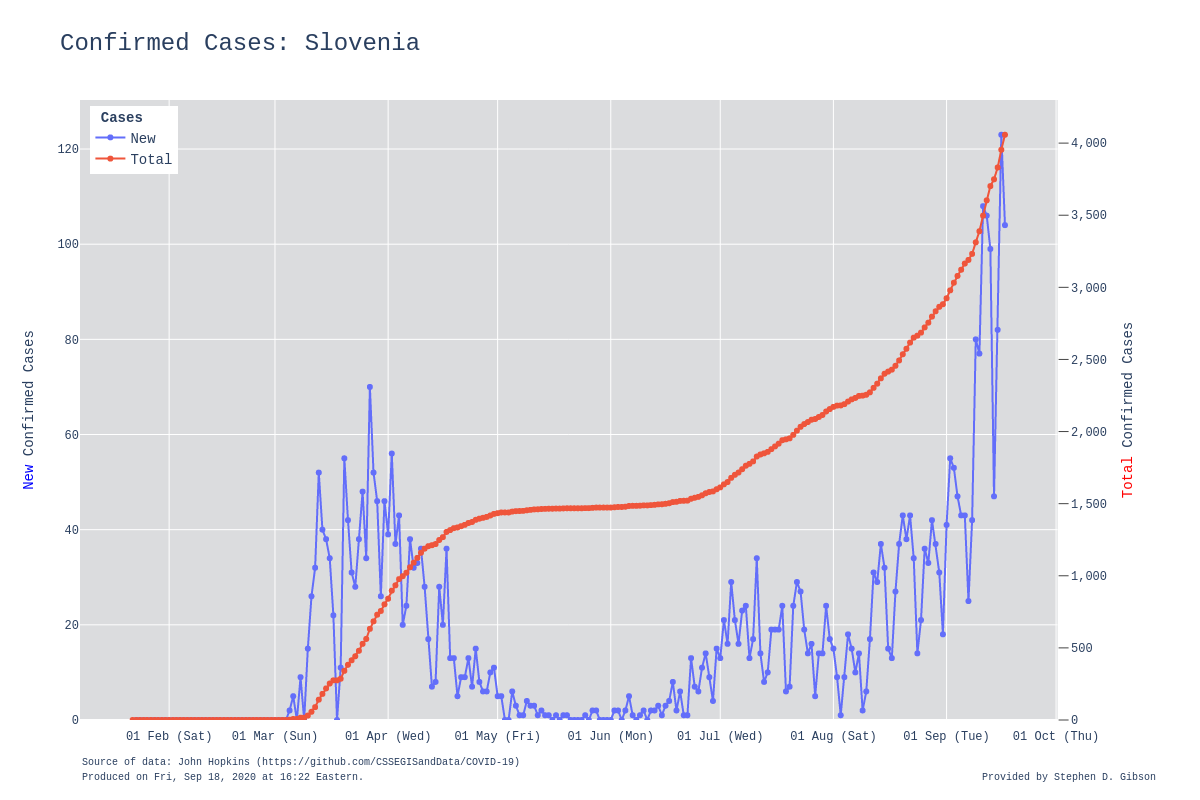 Confirmed Cases: Slovenia
Cases
New
Total
120
100
80
60
40
20
0
4,000
3,500
3,000
2,500
2,000
1,500
1,000
500
0
New Confirmed Cases
Total Confirmed Cases
01 Feb (Sat) 01 Mar (Sun) 01 Apr (Wed) 01 May (Fri) 01 Jun (Mon) 01 Jul (Wed) 01 Aug (Sat) 01 Sep (Tue) 01 Oct (Thu)
Source of data: John Hopkins (https://github.com/CSSEGISandData/COVID-19)
Produced on Fri, Sep 18, 2020 at 16:22 Eastern.
Provided by Stephen D. Gibson